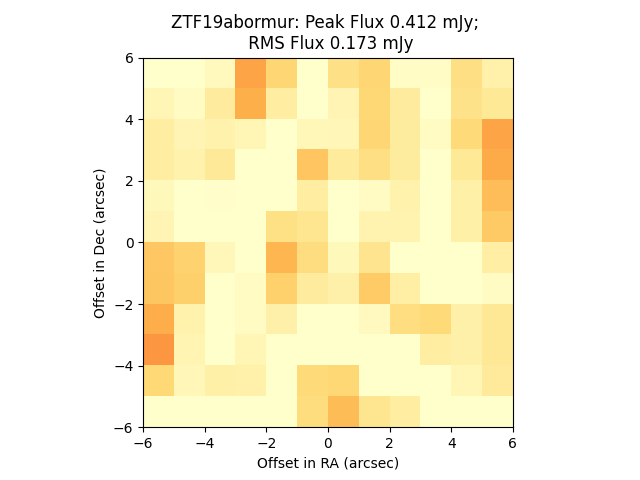 ZTF19abormur: Peak Flux 0.412 mJy;
RMS Flux 0.173 mJy
6
4
2
0
−2
−4
−6
Offset in Dec (arcsec)
−6 −4 −2 0 2 4 6
Offset in RA (arcsec)